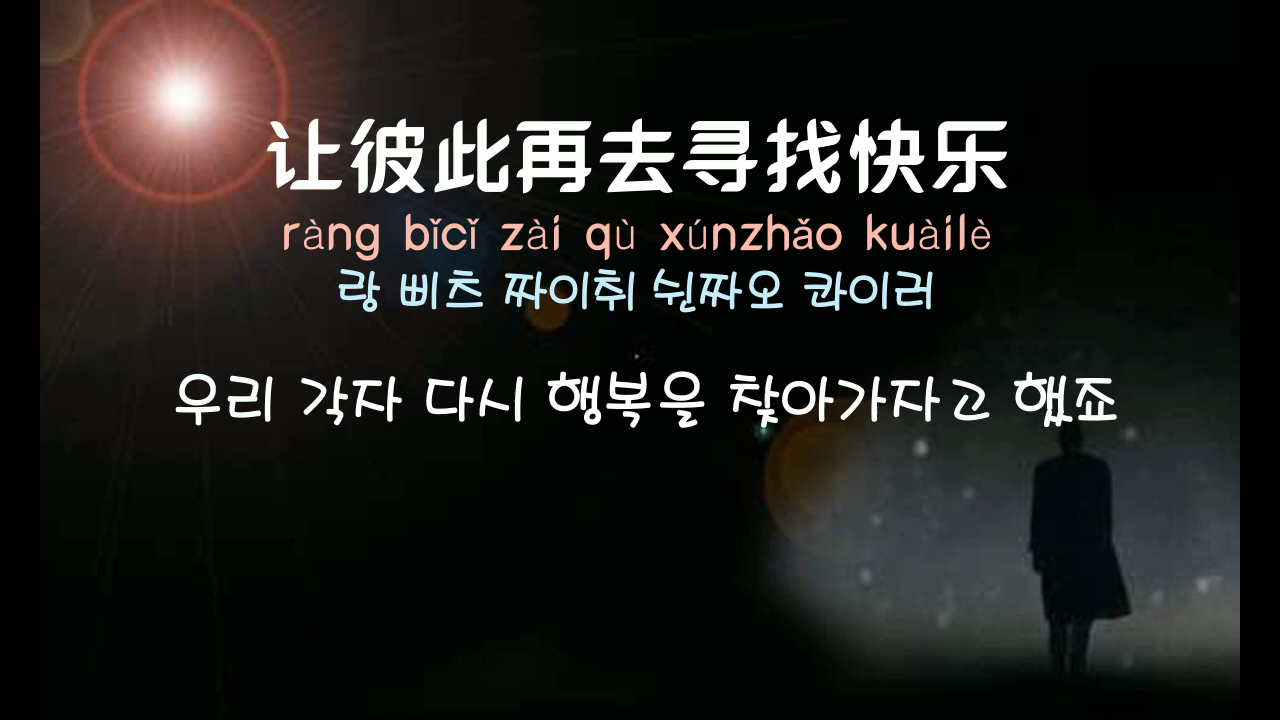 让彼此再去寻找快乐
ràng bǐcǐ zài qù xúnzhǎo kuàilè
랑 삐츠 짜이취 쉰짜오 콰이러
우리 각자 다시 행복을 찾아가자고 했죠